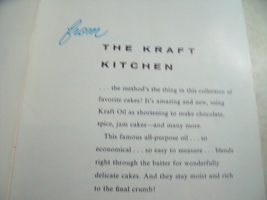 from
THE KRAFT
KITCHEN
. . . the method's the thing in this collection of
favorite cakes! It's amazing and new, using
Kraft Oil as shortening to make chocolate,
spice, jam cakes—and many more.
This famous all-purpose oil . . . so
economical . . . so easy to measure . . . blends
right through the batter for wonderfully
delicate cakes. And they stay moist and rich
to the final crumb!